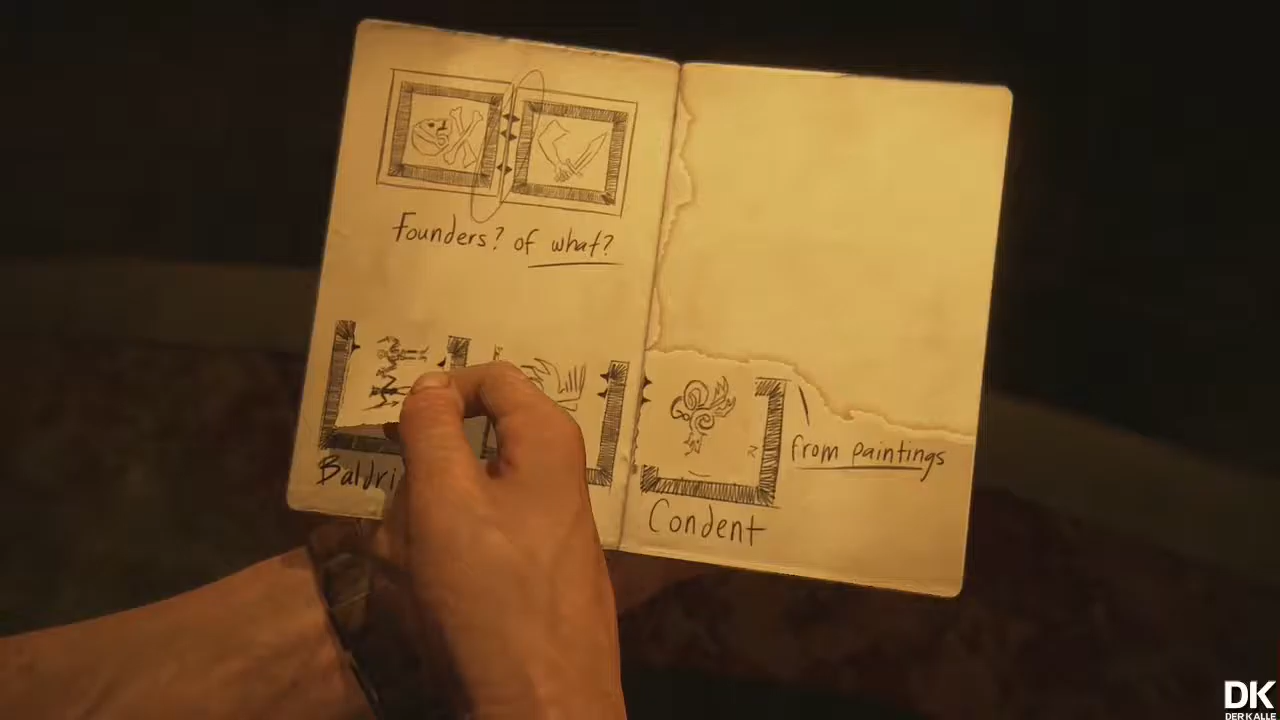 Founders? of what?
from paintings
Condent
DK
DERKALLE